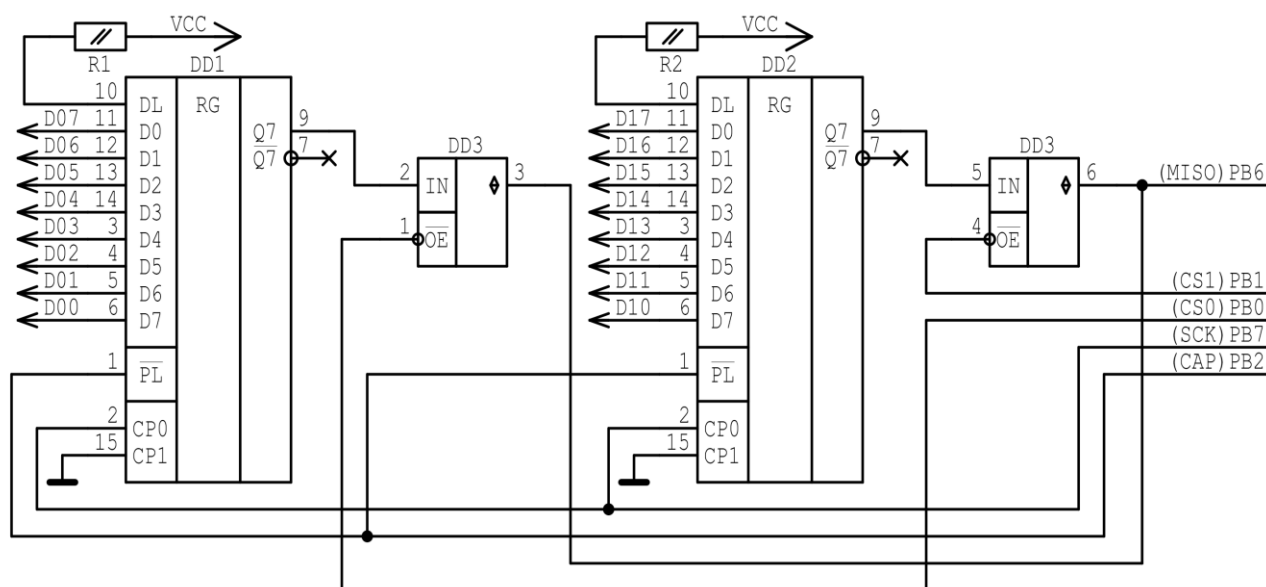 VCC
R1
DD1
10 DL RG
D07 11 D0
D06 12 D1
D05 13 D2
D04 14 D3
D03 3 D4
D02 4 D5
D01 5 D6
D00 6 D7
1 PL
2 CP0
15 CP1
Q7 9
Q7 7
DD3
2 IN 3
1 OE
VCC
R2
DD2
10 DL RG
D17 11 D0
D16 12 D1
D15 13 D2
D14 14 D3
D13 3 D4
D12 4 D5
D11 5 D6
D10 6 D7
1 PL
2 CP0
15 CP1
Q7 9
Q7 7
DD3
5 IN 6
4 OE
(MISO)PB6
(CS1)PB1
(CS0)PB0
(SCK)PB7
(CAP)PB2